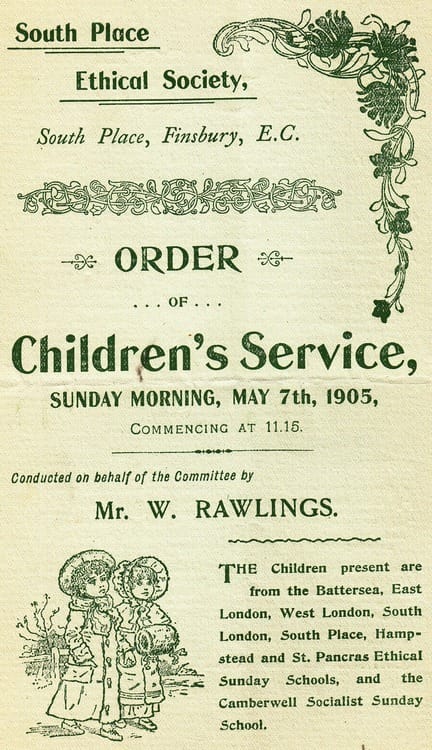 South Place
Ethical Society,
South Place, Finsbury, E.C.
ORDER
... OF ...
Children's Service,
SUNDAY MORNING, MAY 7th, 1905,
COMMENCING AT 11.15.
Conducted on behalf of the Committee by
Mr. W. RAWLINGS.
THE Children present are
from the Battersea, East
London, West London, South
London, South Place, Hamp-
stead and St. Pancras Ethical
Sunday Schools, and the
Camberwell Socialist Sunday
School.